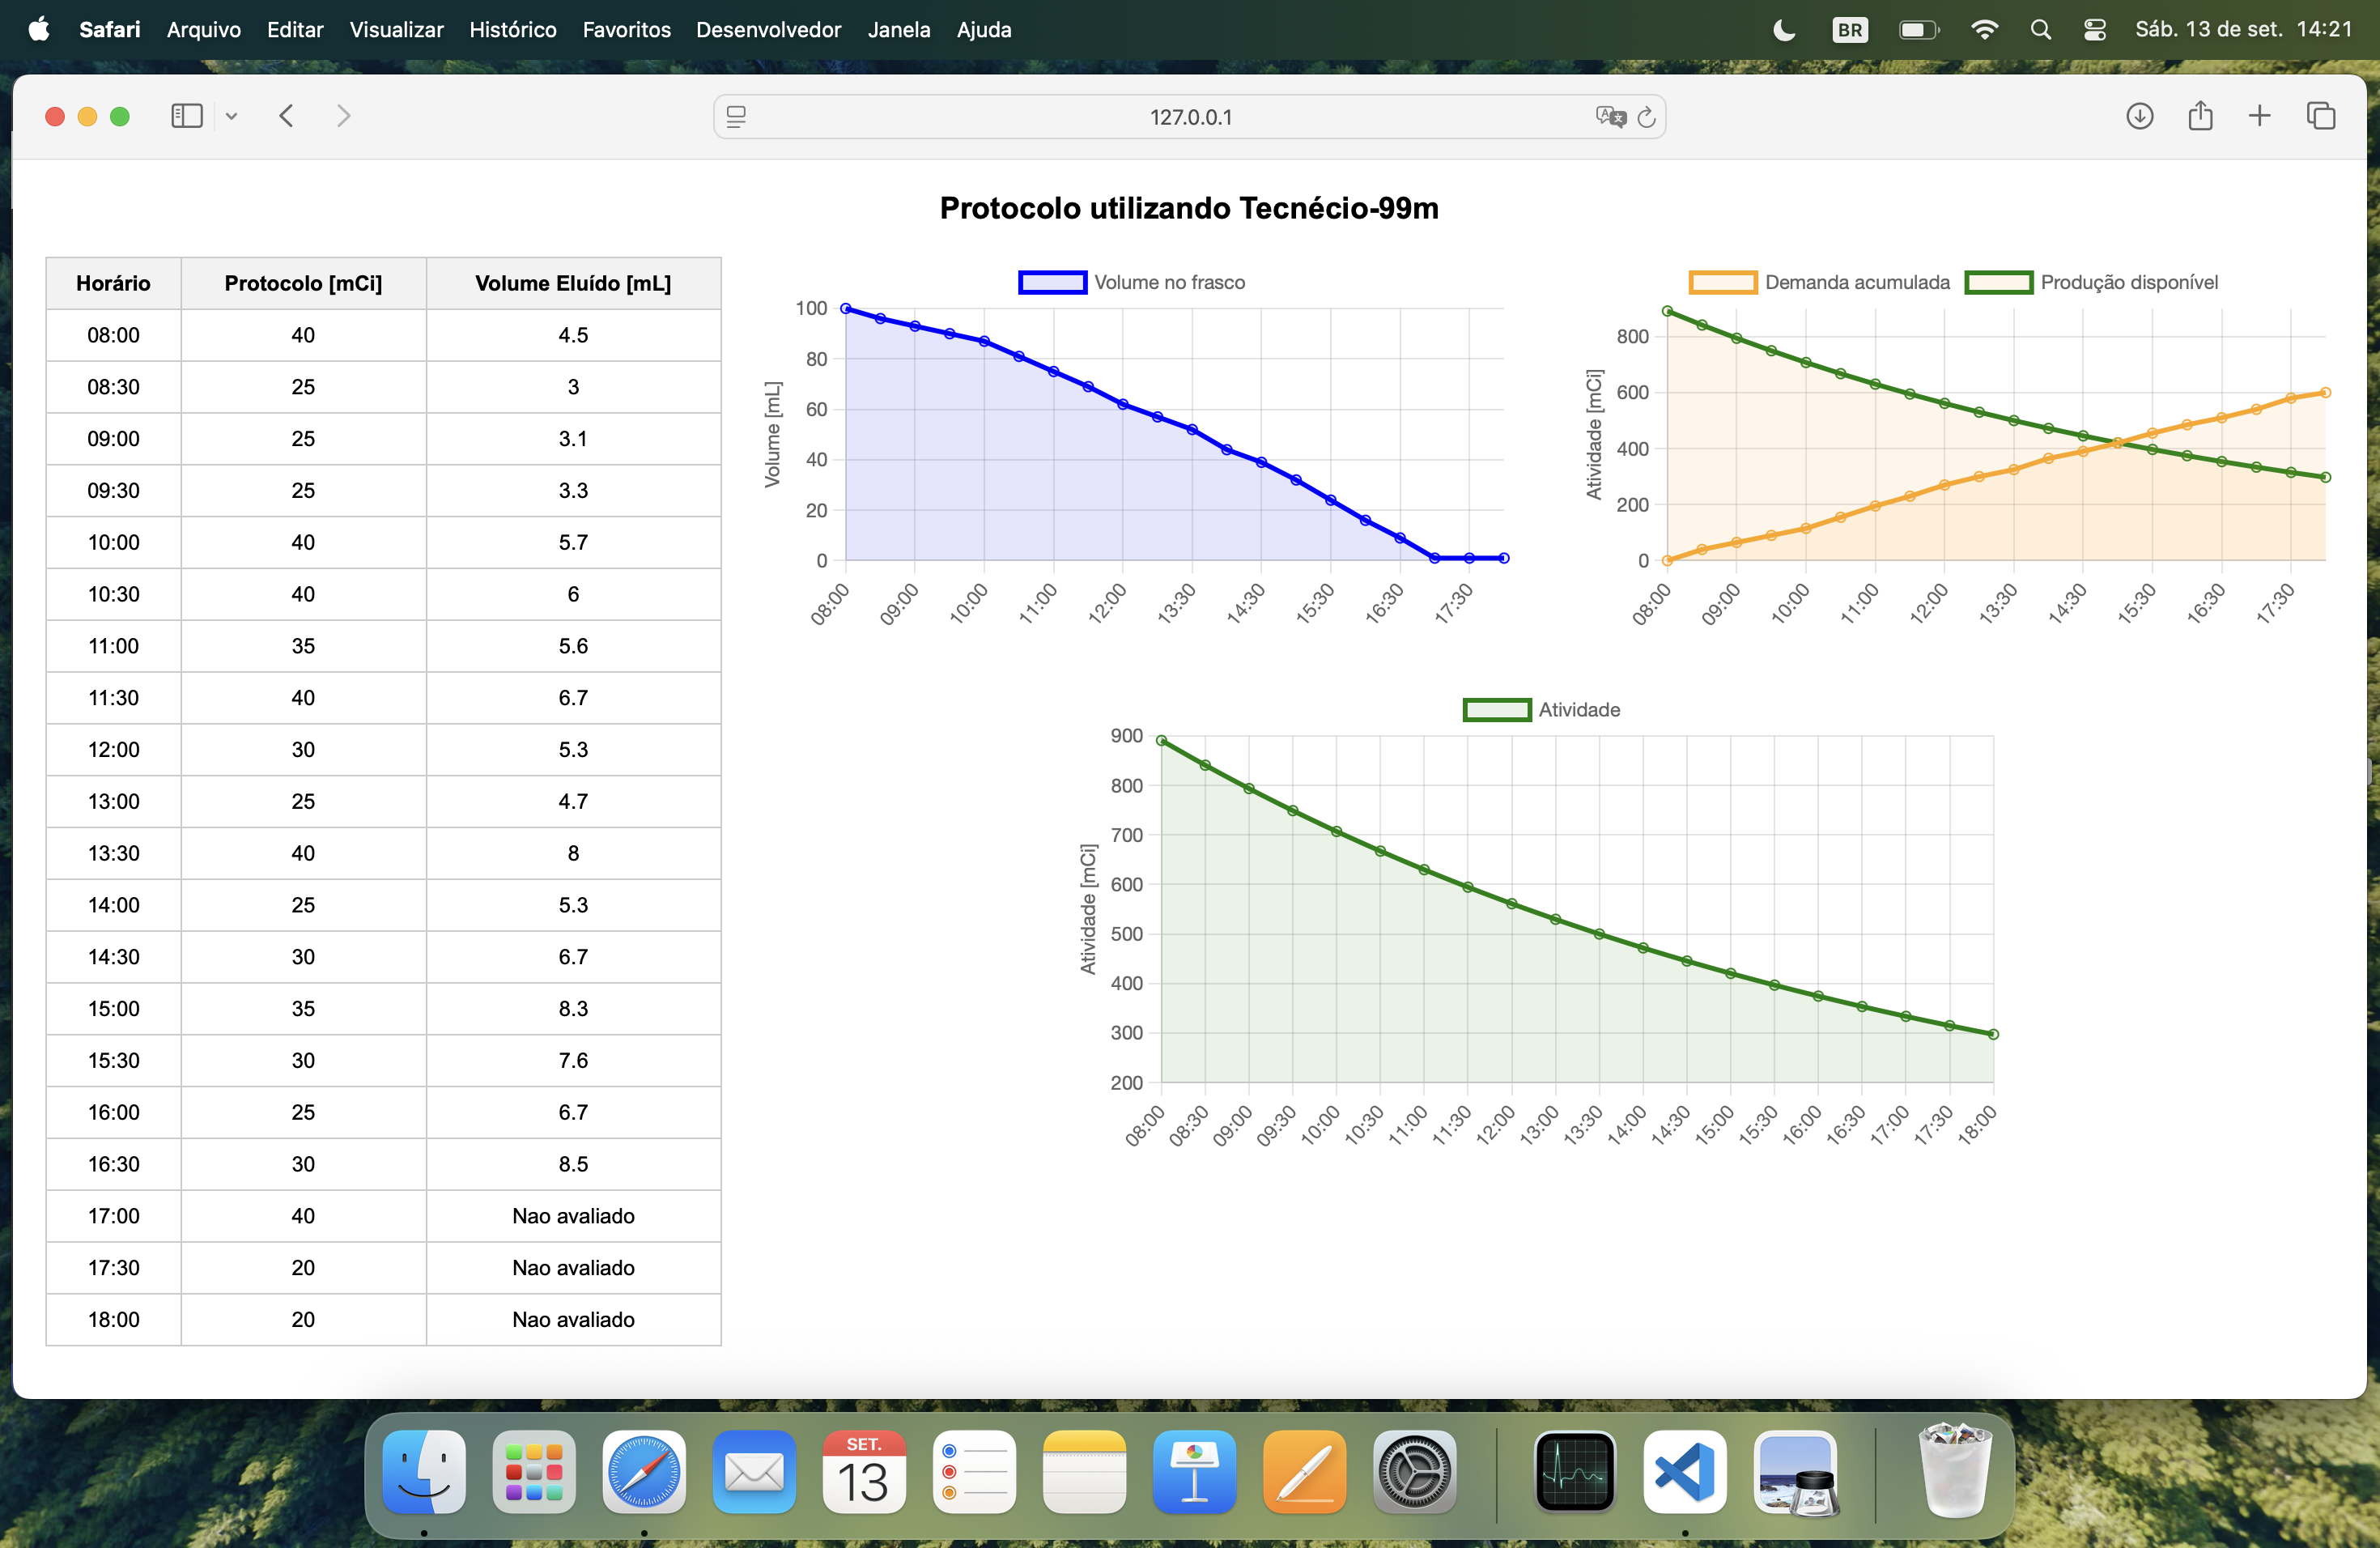 Safari Arquivo Editar Visualizar Histórico Favoritos Desenvolvedor Janela Ajuda BR Sáb. 13 de set. 14:21
127.0.0.1
Protocolo utilizando Tecnécio-99m
Horário Protocolo [mCi] Volume Eluído [mL]
08:00 40 4.5
08:30 25 3
09:00 25 3.1
09:30 25 3.3
10:00 40 5.7
10:30 40 6
11:00 35 5.6
11:30 40 6.7
12:00 30 5.3
13:00 25 4.7
13:30 40 8
14:00 25 5.3
14:30 30 6.7
15:00 35 8.3
15:30 30 7.6
16:00 25 6.7
16:30 30 8.5
17:00 40 Nao avaliado
17:30 20 Nao avaliado
18:00 20 Nao avaliado
Volume no frasco
Volume [mL]
100
80
60
40
20
0
08:00 09:00 10:00 11:00 12:00 13:30 14:30 15:30 16:30 17:30
Demanda acumulada Produção disponível
Atividade [mCi]
800
600
400
200
0
08:00 09:00 10:00 11:00 12:00 13:30 14:30 15:30 16:30 17:30
Atividade
Atividade [mCi]
900
800
700
600
500
400
300
200
08:00 08:30 09:00 09:30 10:00 10:30 11:00 11:30 12:00 13:00 13:30 14:00 14:30 15:00 15:30 16:00 16:30 17:00 17:30 18:00
SET.
13